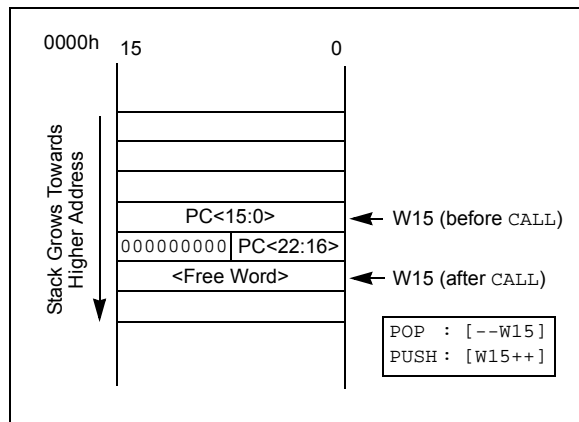 0000h
15 0
Stack Grows Towards
Higher Address
PC<15:0>
W15 (before CALL)
000000000 PC<22:16>
<Free Word>
W15 (after CALL)
POP : [--W15]
PUSH : [W15++]